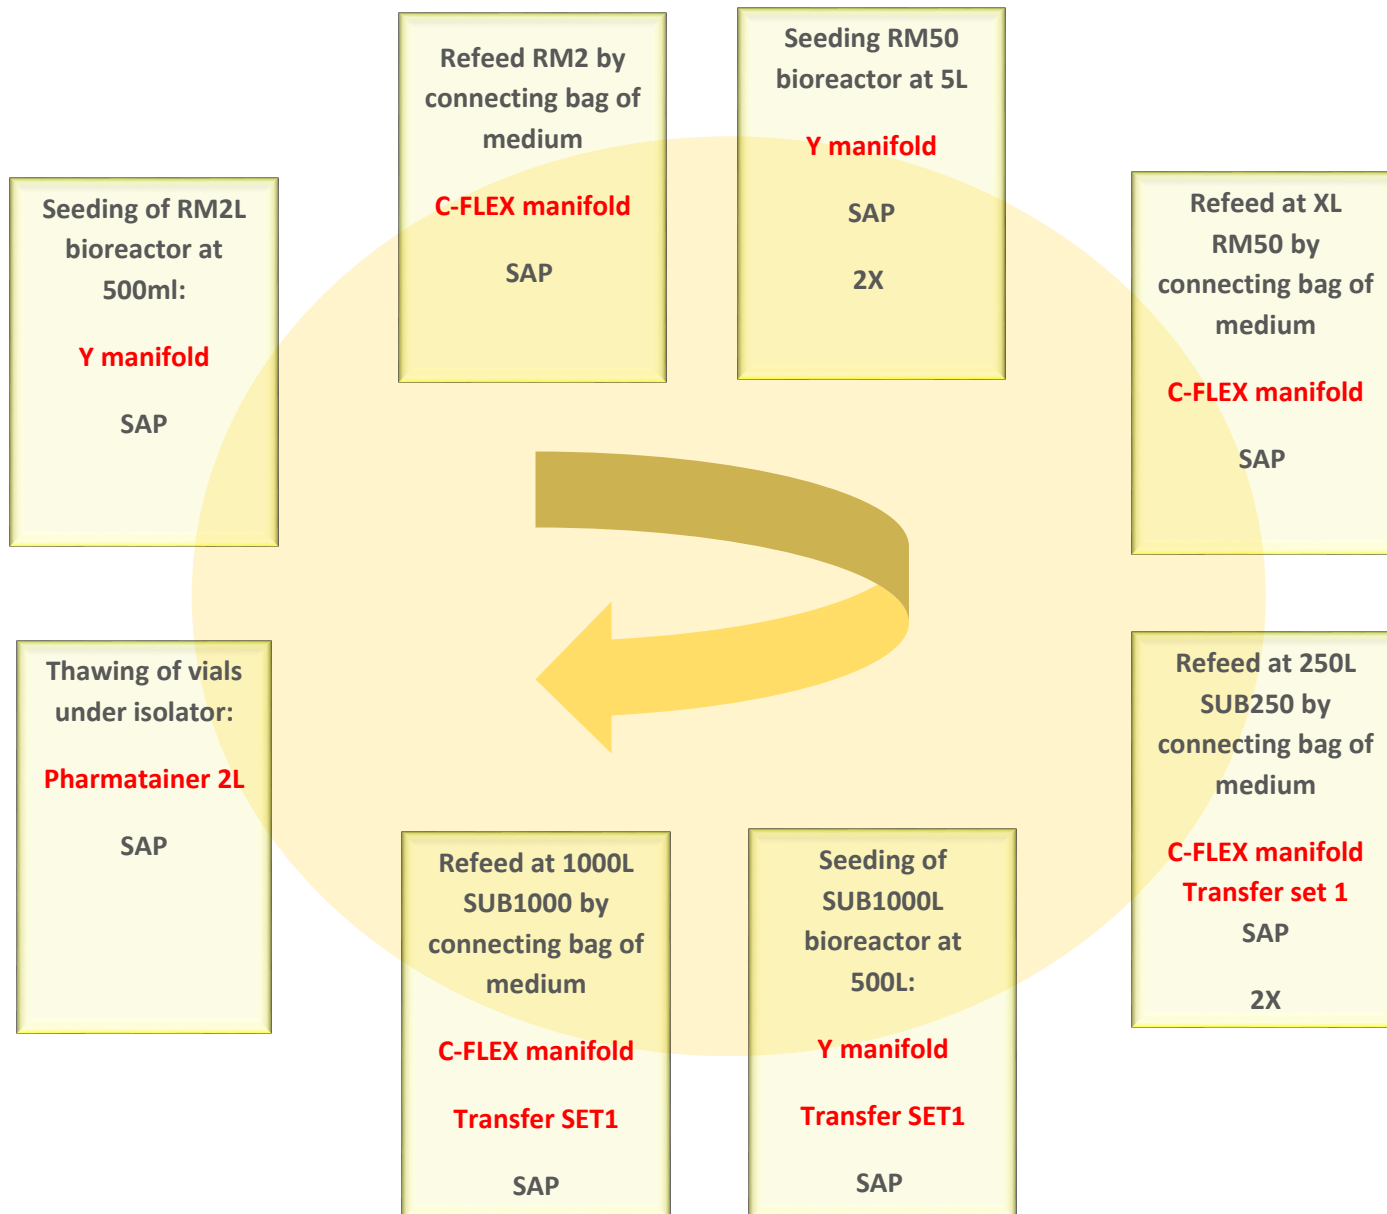 Refeed RM2 by
connecting bag of
medium
C-FLEX manifold
SAP
Seeding RM50
bioreactor at 5L
Y manifold
SAP
2X
Seeding of RM2L
bioreactor at
500ml:
Y manifold
SAP
Refeed at XL
RM50 by
connecting bag of
medium
C-FLEX manifold
SAP
Thawing of vials
under isolator:
Pharmatainer 2L
SAP
Refeed at 250L
SUB250 by
connecting bag of
medium
C-FLEX manifold
Transfer set 1
SAP
2X
Refeed at 1000L
SUB1000 by
connecting bag of
medium
C-FLEX manifold
Transfer SET1
SAP
Seeding of
SUB1000L
bioreactor at
500L:
Y manifold
Transfer SET1
SAP